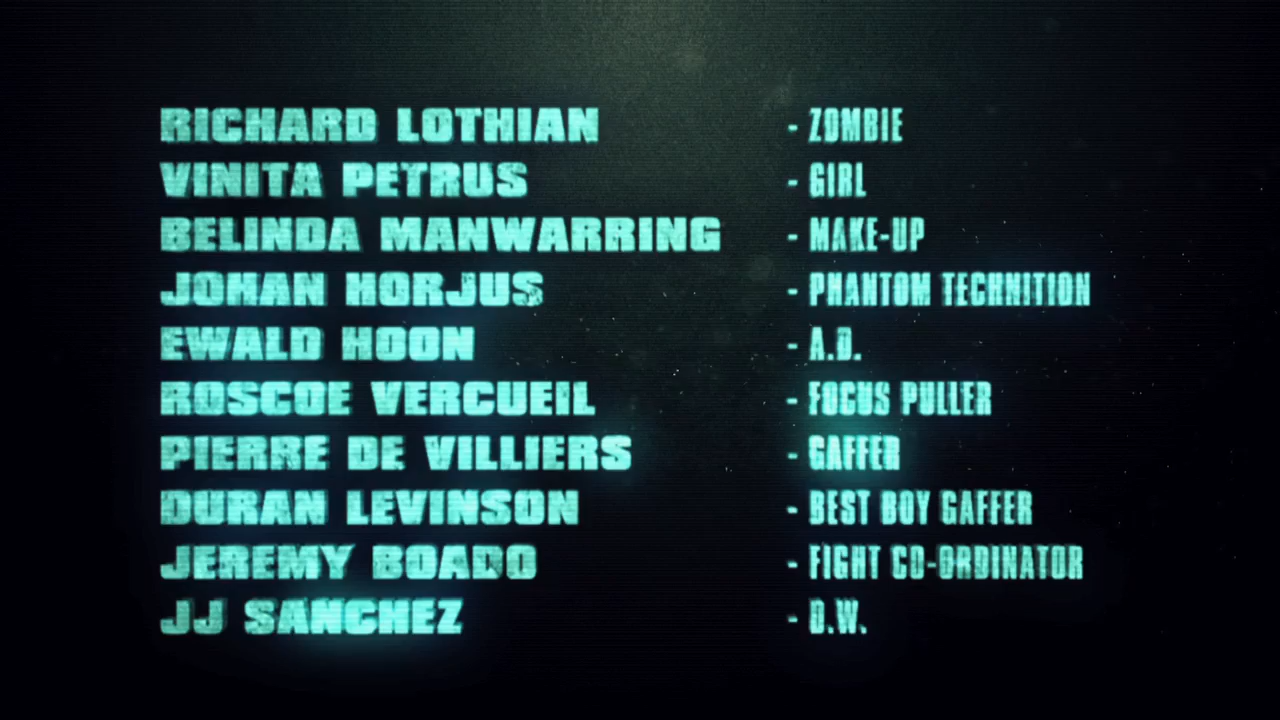 RICHARD LOTHIAN - ZOMBIE
VINITA PETRUS - GIRL
BELINDA MANWARRING - MAKE-UP
JOHAN HORJUS - PHANTOM TECHNITION
EWALD HOON - A.D.
ROSCOE VERCUEIL - FOCUS PULLER
PIERRE DE VILLIERS - GAFFER
DURAN LEVINSON - BEST BOY GAFFER
JEREMY BOADO - FIGHT CO-ORDINATOR
JJ SANCHEZ - D.W.